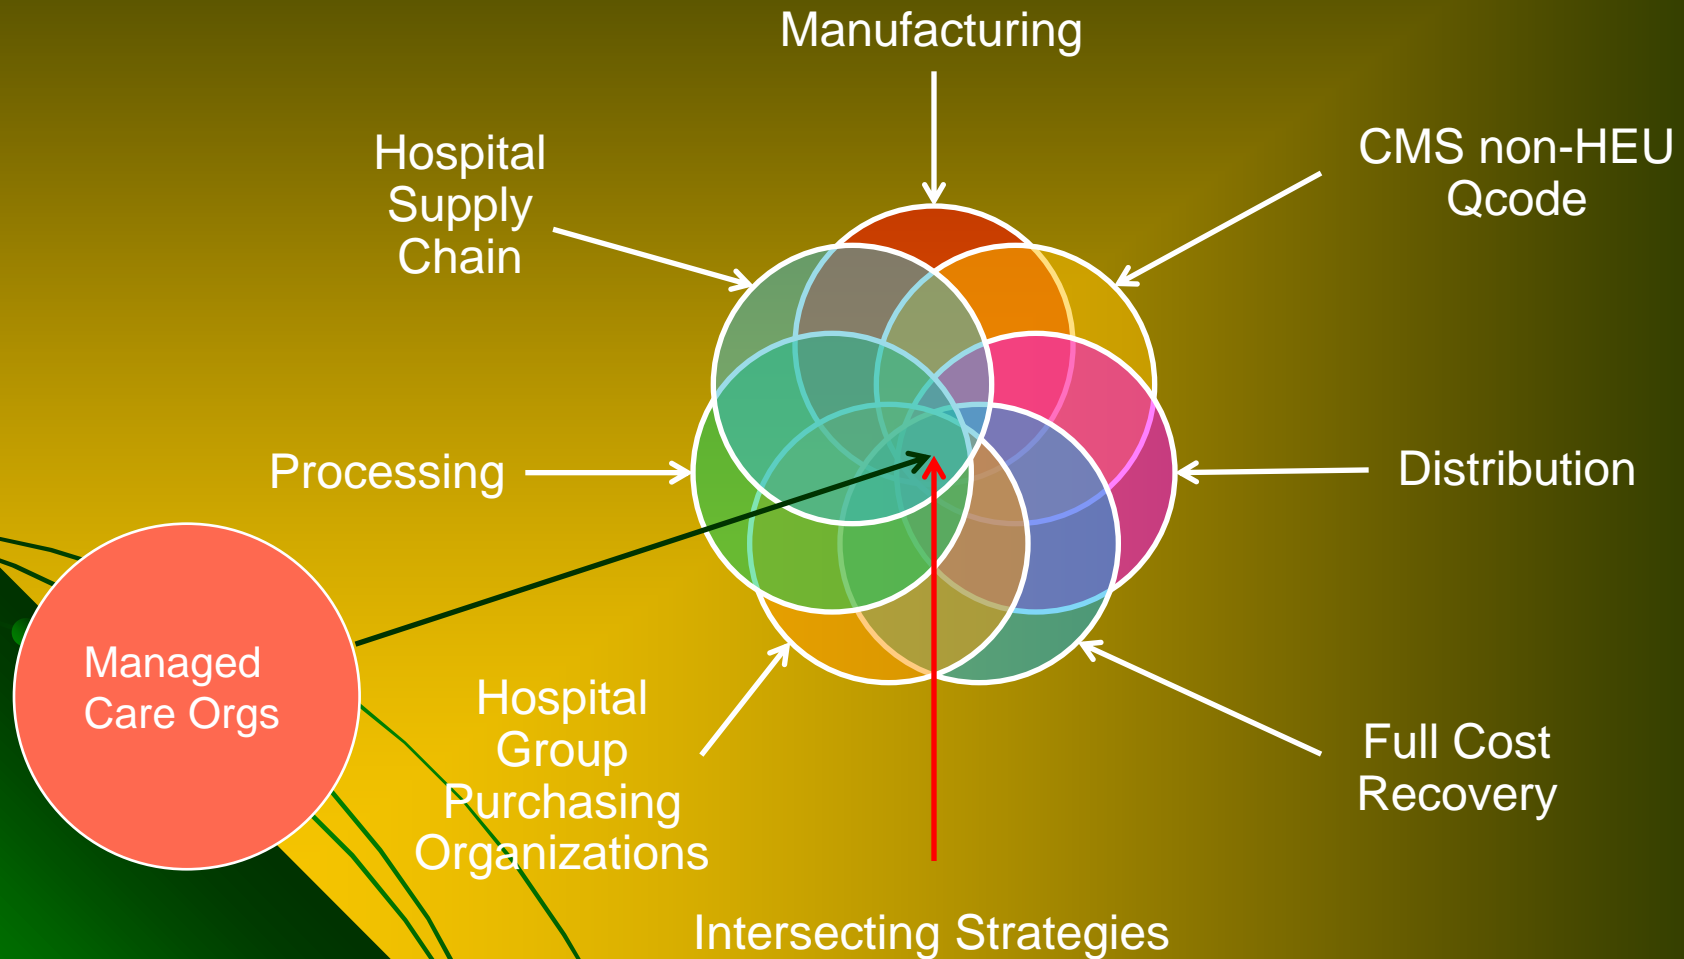 Manufacturing
Hospital
Supply
Chain
CMS non-HEU
Qcode
Processing
Distribution
Managed
Care Orgs
Hospital
Group
Purchasing
Organizations
Full Cost
Recovery
Intersecting Strategies